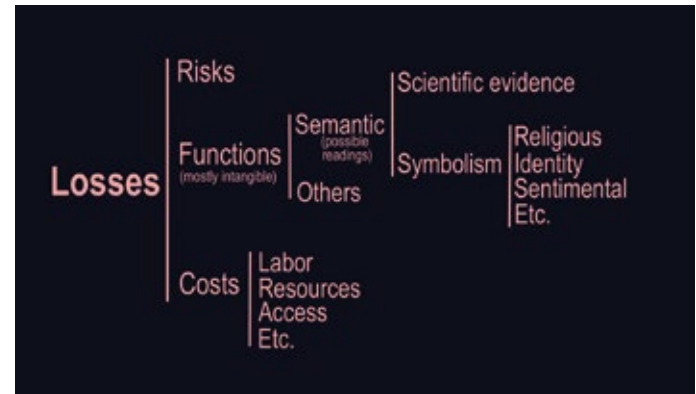 Losses
Risks
Functions
(mostly intangible)
Semantic
(possible
readings)
Scientific evidence
Symbolism
Religious
Identity
Sentimental
Etc.
Others
Costs
Labor
Resources
Access
Etc.